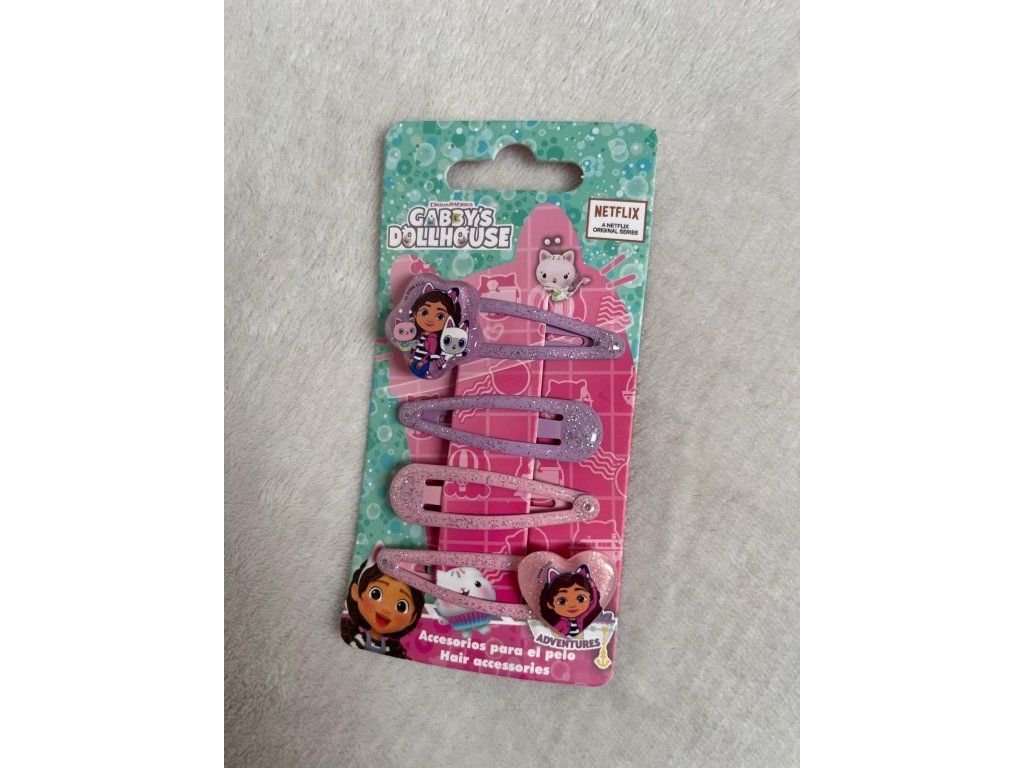 DREAMWORKS
GABBY'S
DOLLHOUSE
NETFLIX
A NETFLIX
ORIGINAL SERIES
ADVENTURES
Accesorios para el pelo
Hair accessories